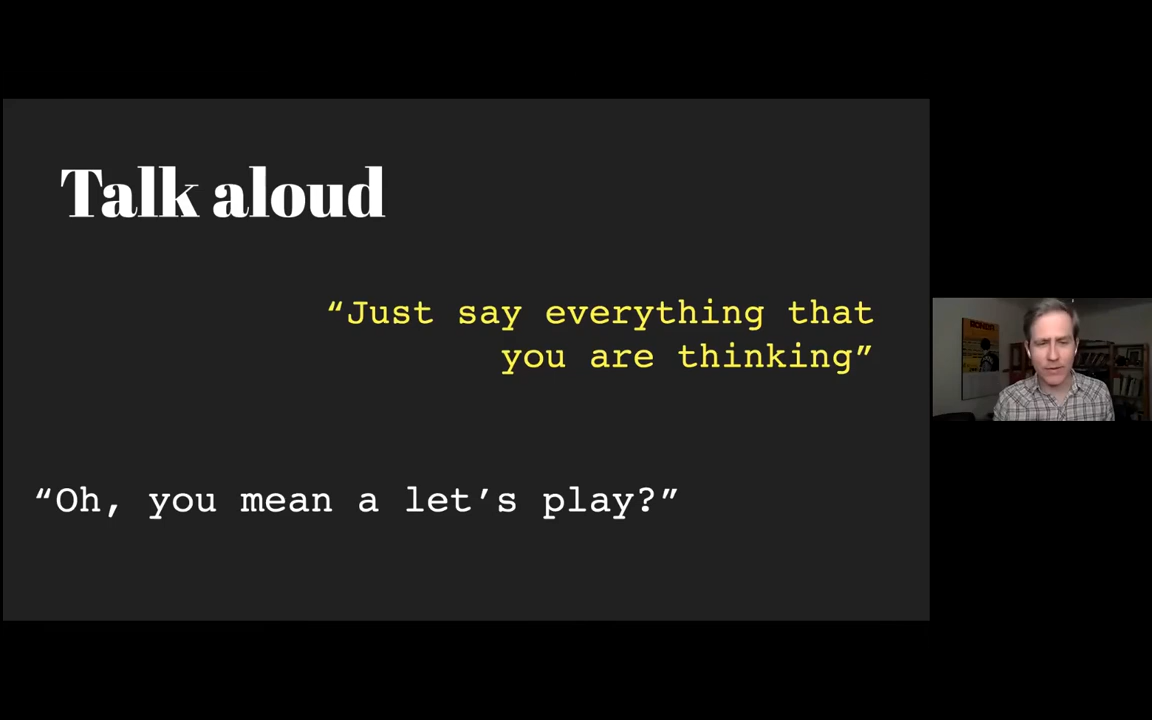 Talk aloud
“Just say everything that
you are thinking”
“Oh, you mean a let’s play?”